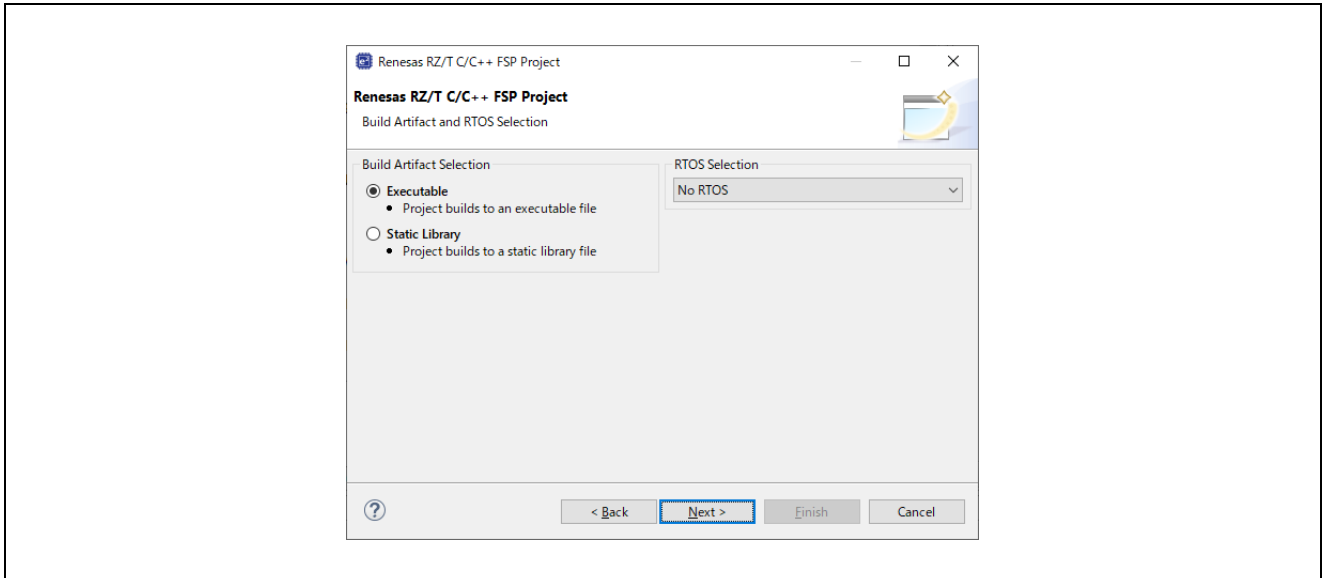 Renesas RZ/T C/C++ FSP Project
Renesas RZ/T C/C++ FSP Project
Build Artifact and RTOS Selection
Build Artifact Selection
Executable
• Project builds to an executable file
Static Library
• Project builds to a static library file
RTOS Selection
No RTOS
?
< Back
Next >
Finish
Cancel